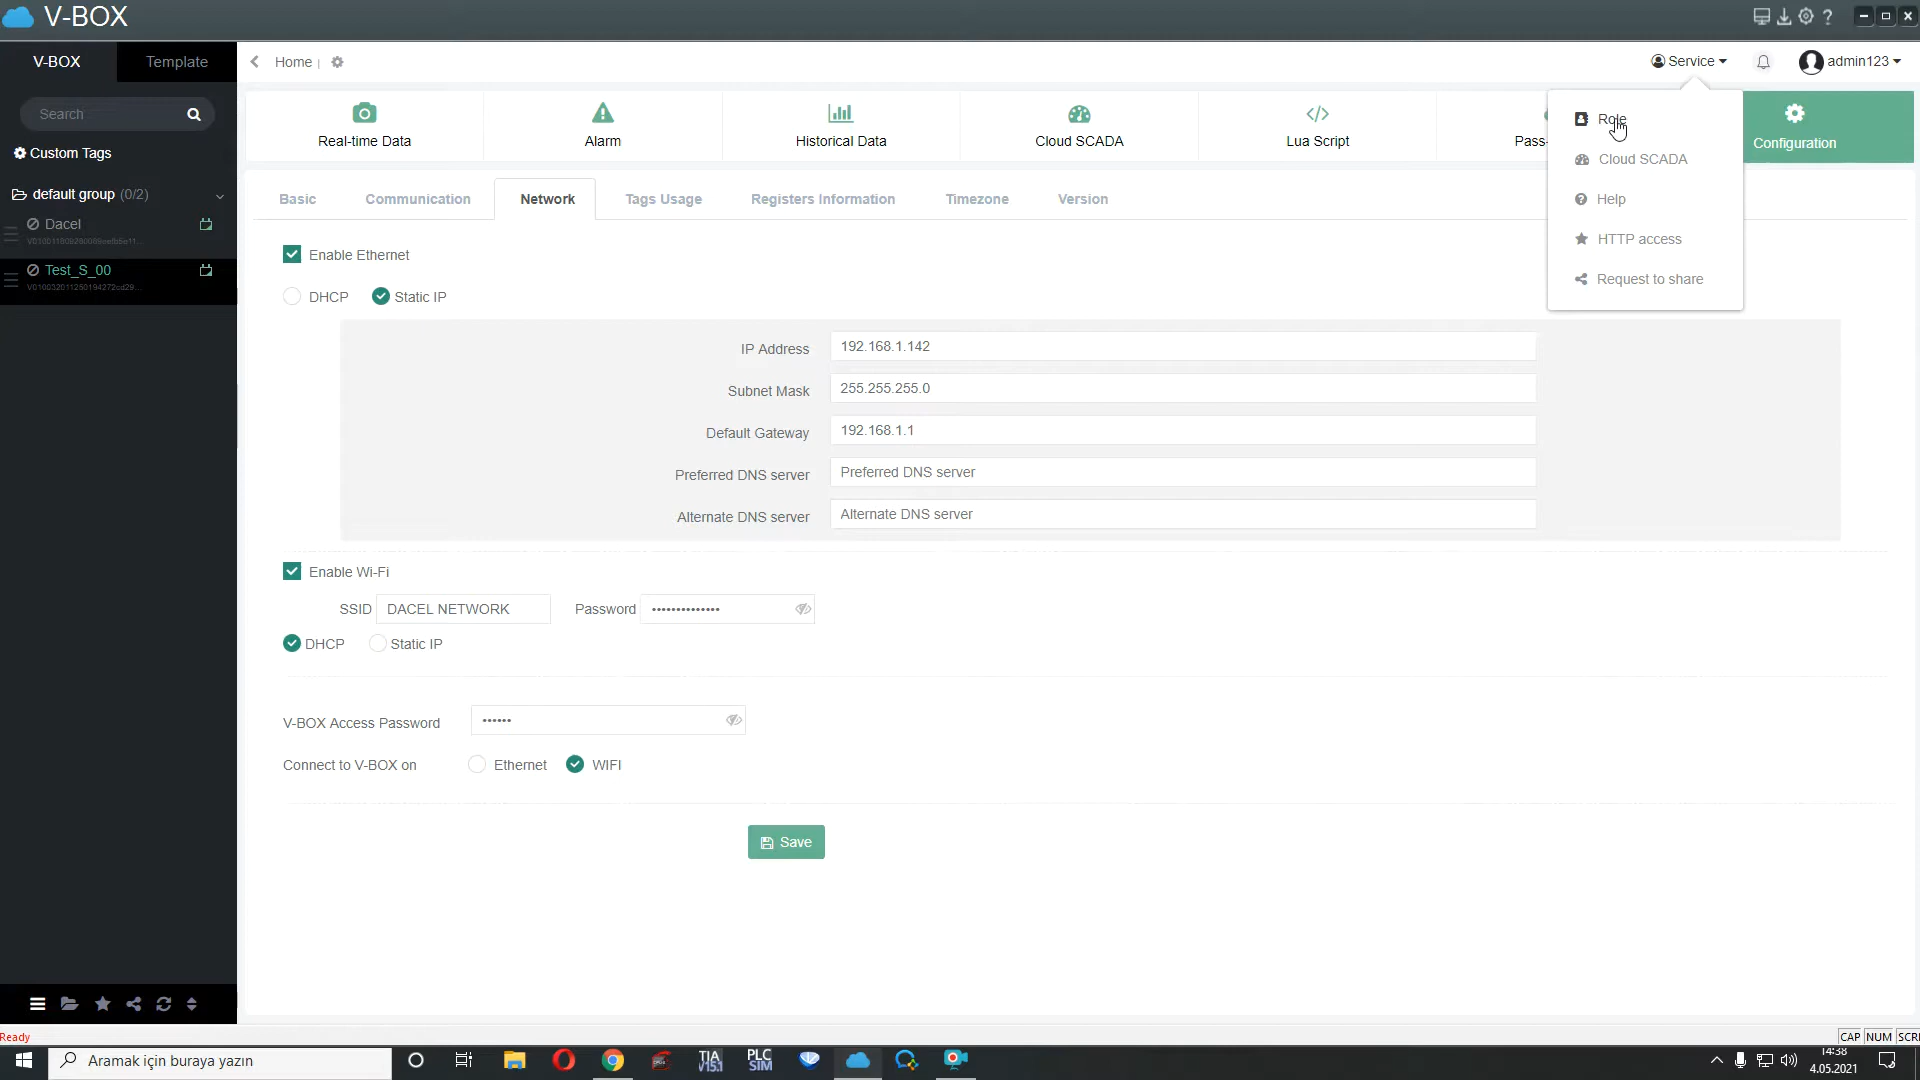 V-BOX
V-BOX
Template
Home |
Service
admin123
Search
Custom Tags
default group (0/2)
Dacel
Test_S_00
Real-time Data
Alarm
Historical Data
Cloud SCADA
Lua Script
Pass-
Configuration
Role
Cloud SCADA
Help
HTTP access
Request to share
Basic
Communication
Network
Tags Usage
Registers Information
Timezone
Version
Enable Ethernet
DHCP
Static IP
IP Address
192.168.1.142
Subnet Mask
255.255.255.0
Default Gateway
192.168.1.1
Preferred DNS server
Preferred DNS server
Alternate DNS server
Alternate DNS server
Enable Wi-Fi
SSID
DACEL NETWORK
Password
••••••••••••••
DHCP
Static IP
V-BOX Access Password
••••••
Connect to V-BOX on
Ethernet
WIFI
Save
Ready
CAP
NUM
SCRL
Aramak için buraya yazın
TIA
V15.1
PLC
SIM
14:38
4.05.2021